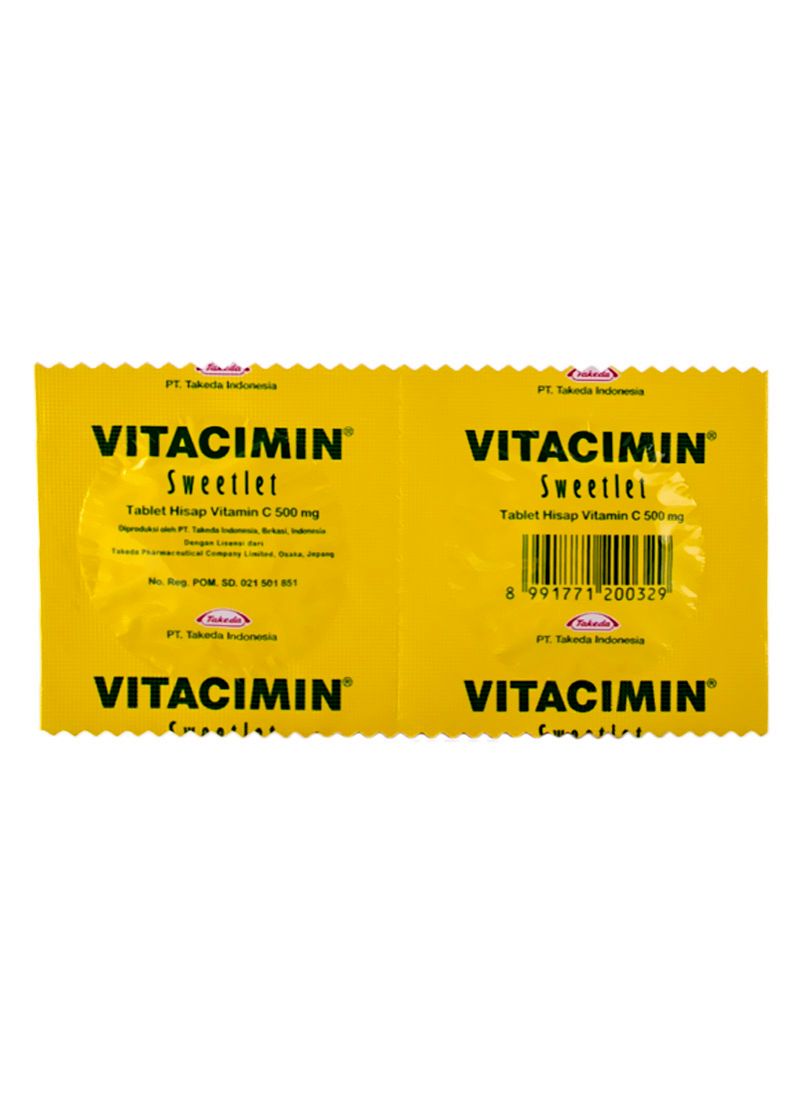 Takeda
PT. Takeda Indonesia
VITACIMIN®
Sweetlet
Tablet Hisap Vitamin C 500 mg
Diproduksi oleh PT. Takeda Indonesia, Bekasi, Indonesia
Dengan Lisensi dari
Takeda Pharmaceutical Company Limited, Osaka, Jepang
No. Reg. POM. SD. 021 501 851
Takeda
PT. Takeda Indonesia
VITACIMIN®
Sweetlet
Takeda
PT. Takeda Indonesia
VITACIMIN®
Sweetlet
Tablet Hisap Vitamin C 500 mg
8 991771 200329
Takeda
PT. Takeda Indonesia
VITACIMIN®
Sweetlet